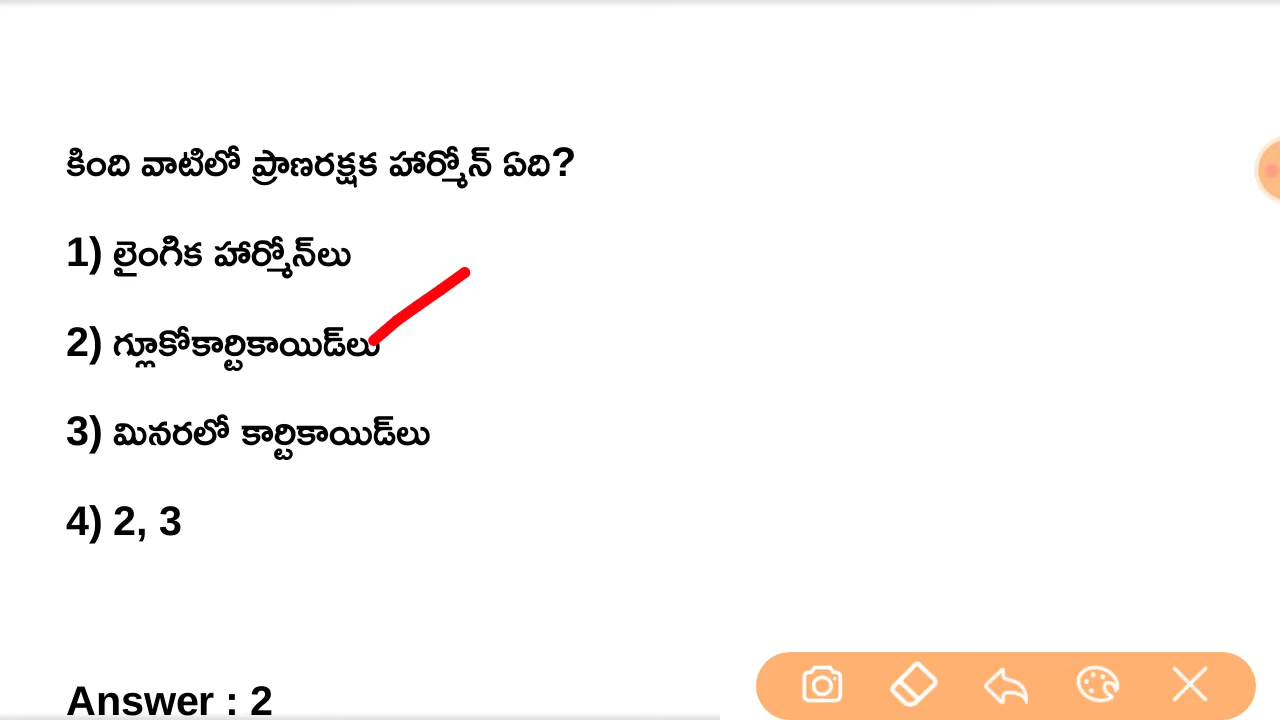 కింది వాటిలో ప్రాణరక్షక హార్మోన్ ఏది?
1) లైంగిక హార్మోన్‌లు
2) గ్లూకోకార్టికాయిడ్‌లు
3) మినరలో కార్టికాయిడ్‌లు
4) 2, 3
Answer : 2